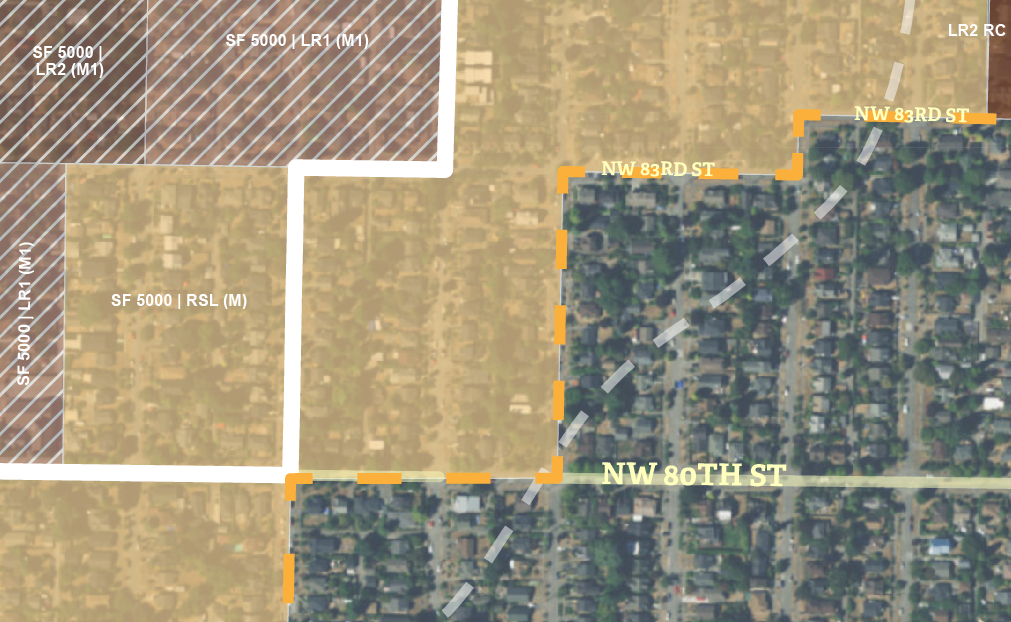 SF 5000 |
LR2 (M1)
SF 5000 | LR1 (M1)
LR2 RC
NW 83RD ST
NW 83RD ST
SF 5000 | LR1 (M1)
SF 5000 | RSL (M)
NW 80TH ST